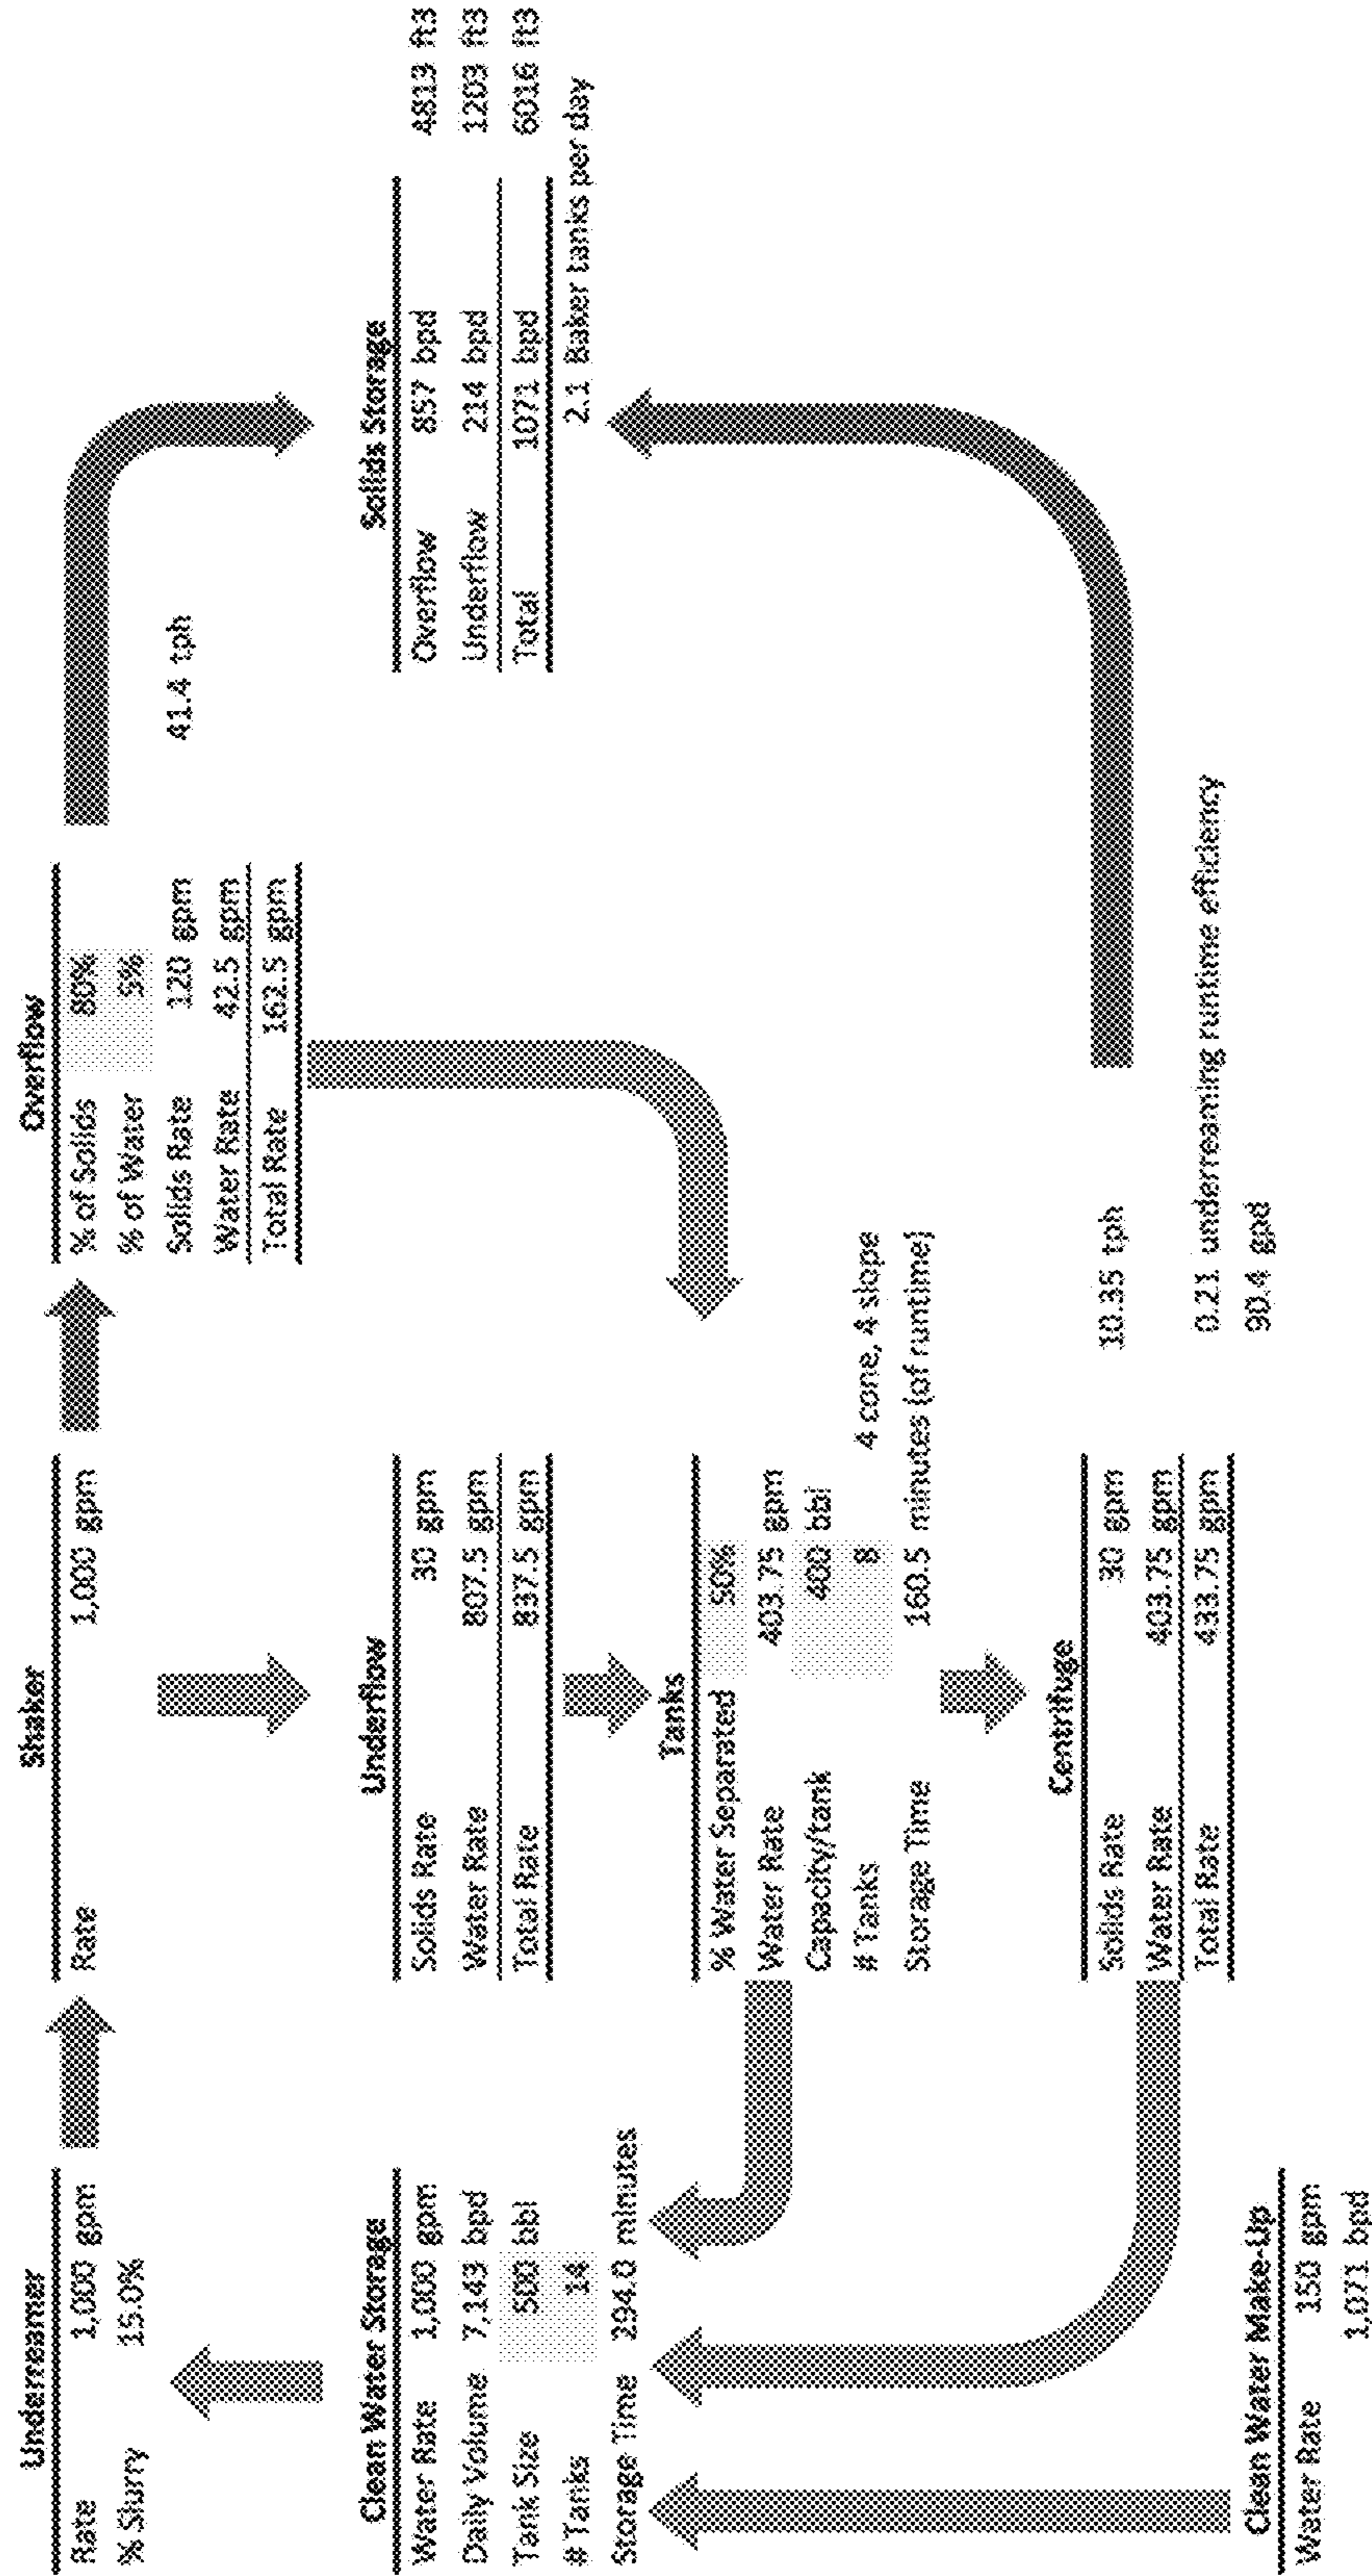 Underreamer
Rate 1,000 gpm
% Slurry 15.0%
Shaker
Rate 1,000 gpm
Overflow
% of Solids 80%
% of Water 5%
Solids Rate 120 gpm
Water Rate 42.5 gpm
Total Rate 162.5 gpm
41.4 tph
Clean Water Storage
Water Rate 1,000 gpm
Daily Volume 7,143 bpd
Tank Size 500 bbl
# Tanks 14
Storage Time 294.0 minutes
Underflow
Solids Rate 30 gpm
Water Rate 807.5 gpm
Total Rate 837.5 gpm
Solids Storage
Overflow 857 bpd 4813 ft3
Underflow 214 bpd 1203 ft3
Total 1071 bpd 6016 ft3
2.1 Baker tanks per day
Tanks
% Water Separated 50%
Water Rate 403.75 gpm
Capacity/tank 400 bbl
# Tanks 8 4 cone, 4 slope
Storage Time 160.5 minutes (of runtime)
Centrifuge
Solids Rate 30 gpm
Water Rate 403.75 gpm
Total Rate 433.75 gpm
10.35 tph
0.21 underreaming runtime efficiency
90.4 gpd
Clean Water Make-Up
Water Rate 150 gpm
1,071 bpd